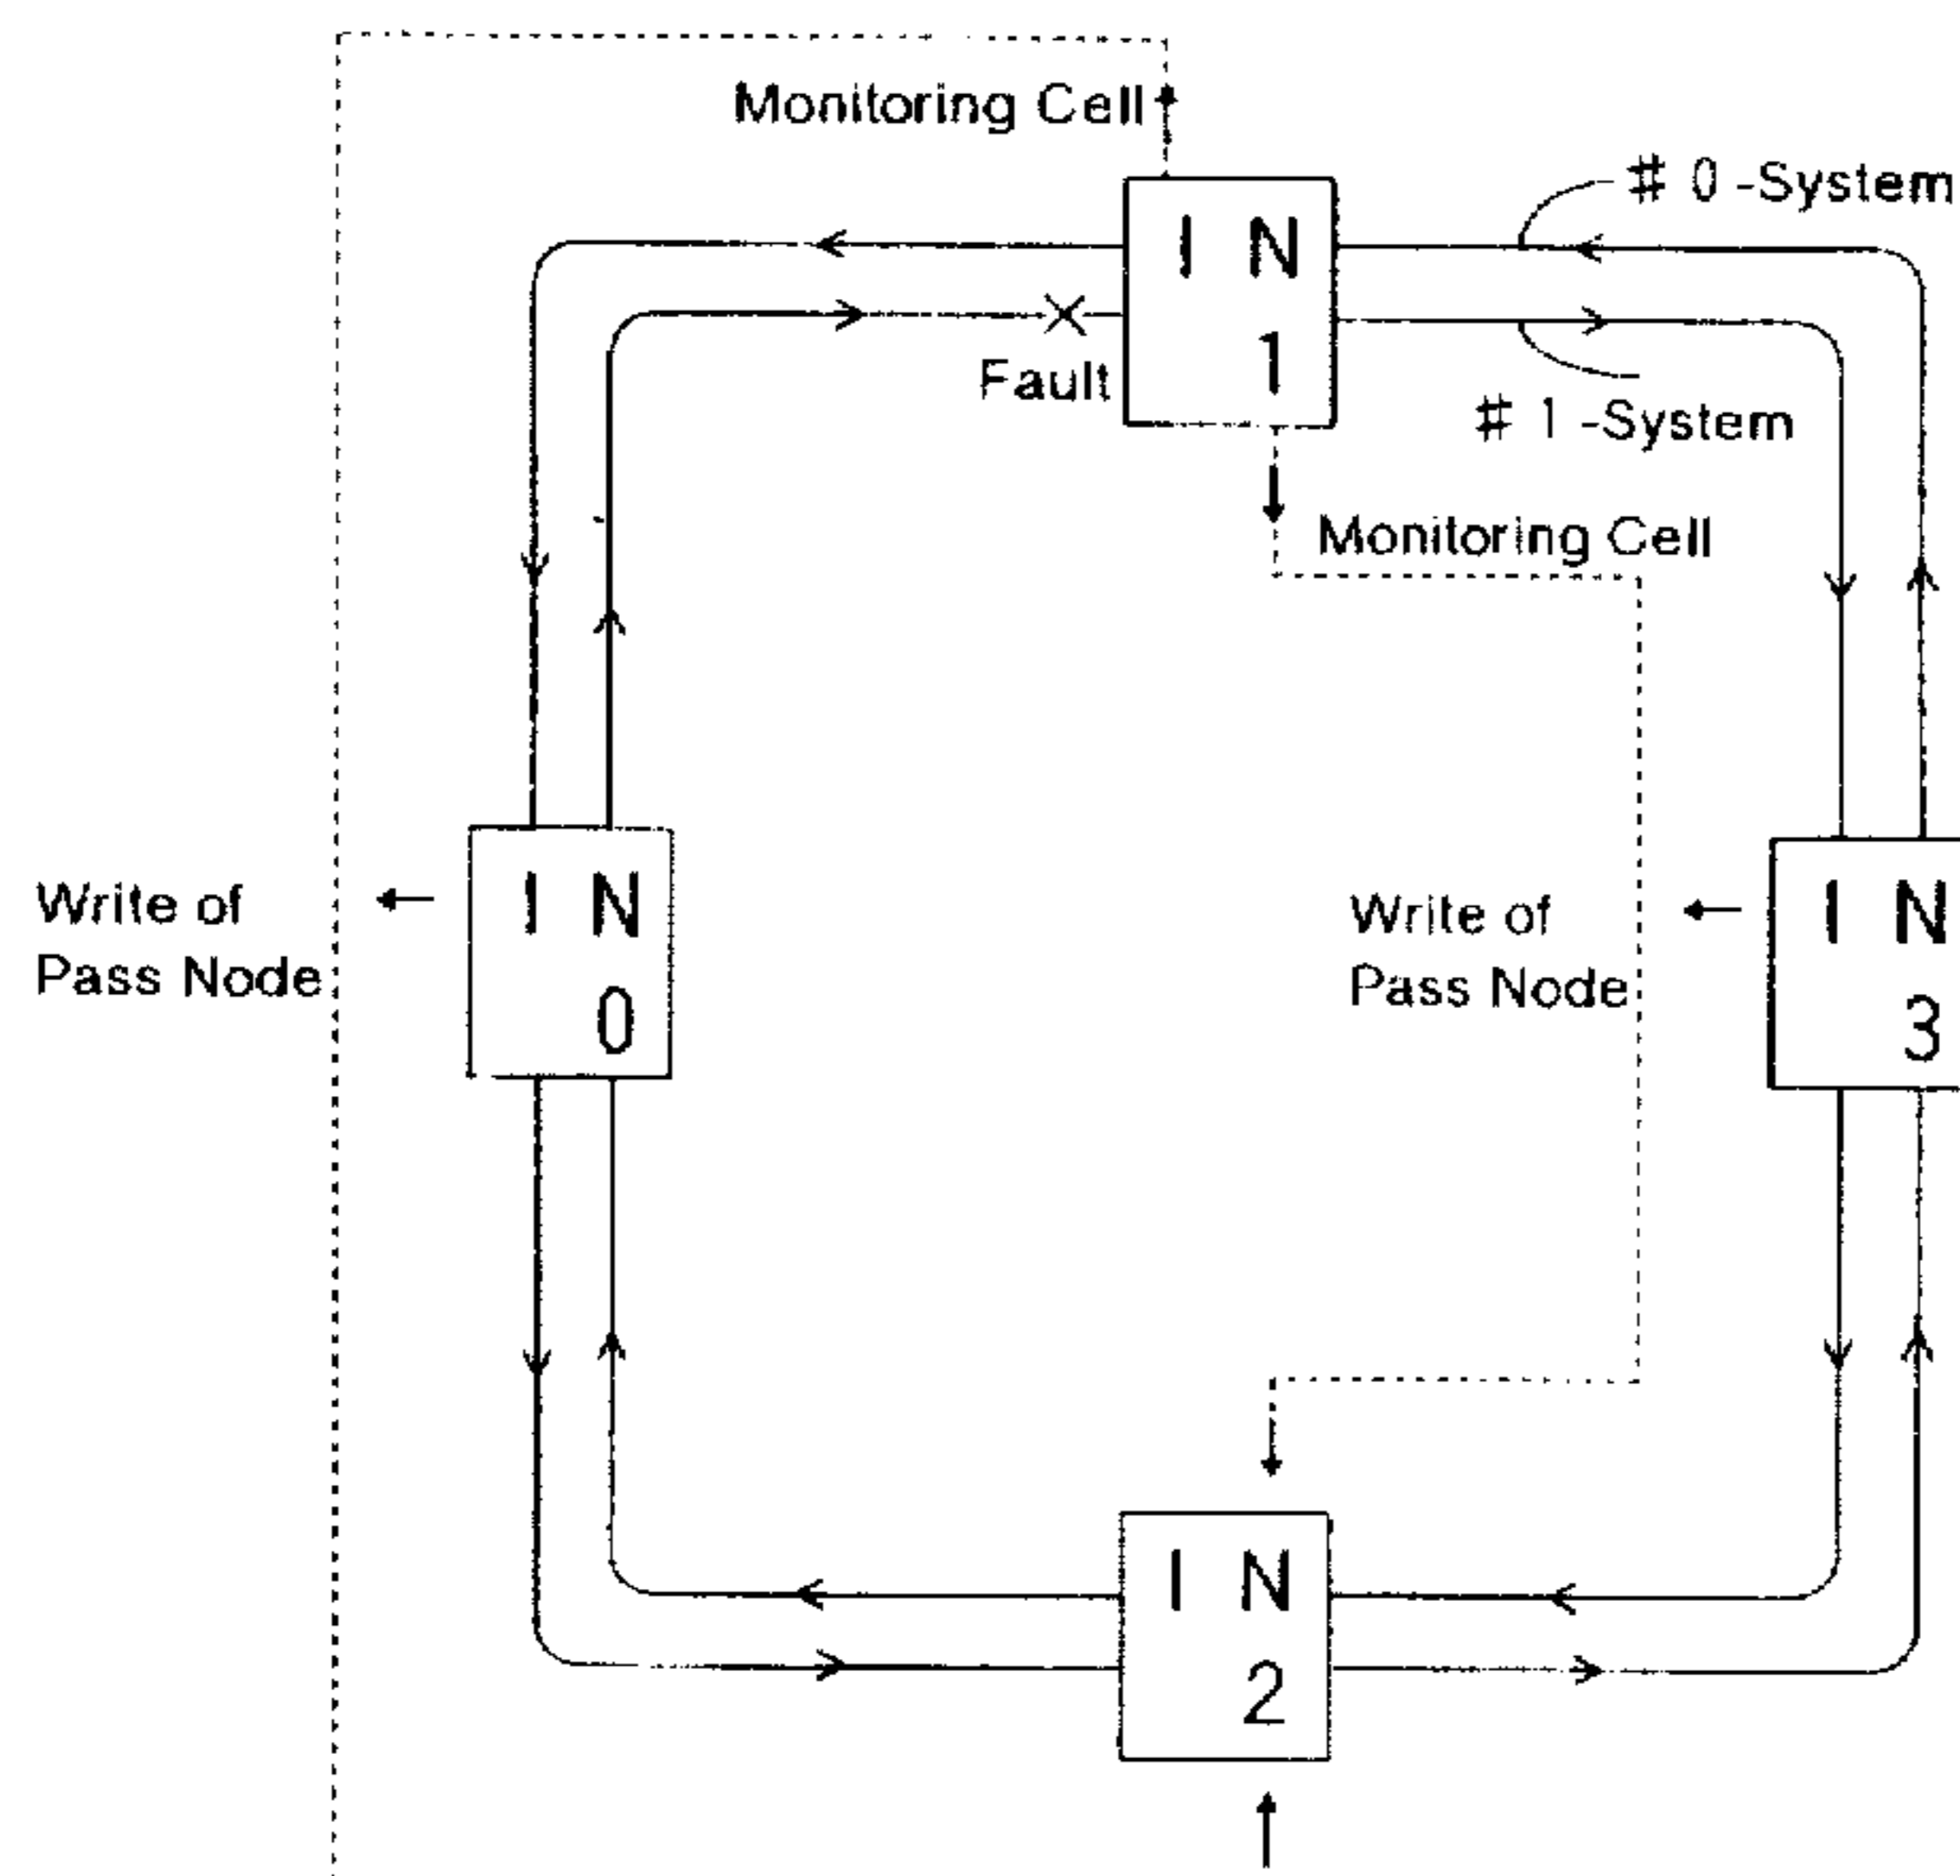 Monitoring Cell
# 0 -System
I N
1
Fault
# 1 -System
Monitoring Cell
Write of
Pass Node
I N
0
Write of
Pass Node
I N
3
I N
2